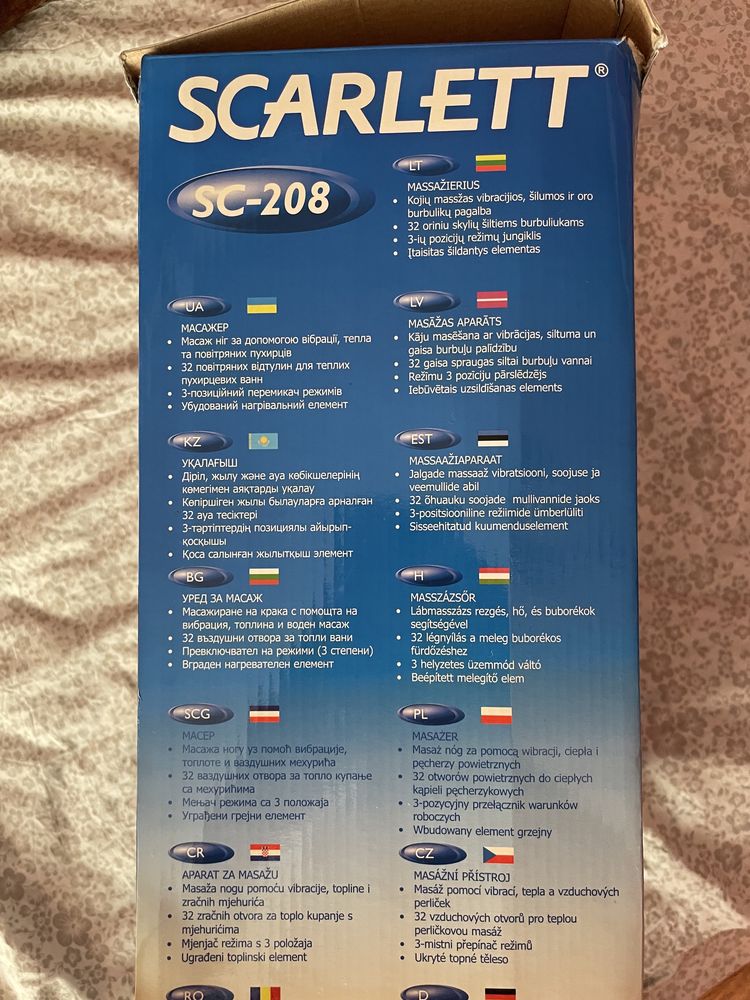 SCARLETT®
SC-208
LT
MASSAŽIERIUS
• Kojių massžas vibracijios, šilumos ir oro
burbulikų pagalba
• 32 oriniu skylių šiltiems burbuliukams
• 3-ių pozicijų režimų jungiklis
• Įtaisitas šildantys elementas
UA
МАСАЖЕР
• Масаж ніг за допомогою вібрації, тепла
та повітряних пухирців
• 32 повітряних відтулин для теплих
пухирцевих ванн
• 3-позиційний перемикач режимів
• Убудований нагрівальний елемент
LV
MASĀŽAS APARĀTS
• Kāju masēšana ar vibrācijas, siltuma un
gaisa burbuļu palīdzību
• 32 gaisa spraugas siltai burbuļu vannai
• Režīmu 3 pozīciju pārslēdzējs
• Iebūvētais uzsildīšanas elements
KZ
УҚАЛАҒЫШ
• Діріл, жылу және ауа көбікшелерінің
көмегімен аяқтарды уқалау
• Көпіршіген жылы былауларға арналған
32 ауа тесіктері
• 3-тәртіптердің позициялы айырып-
қосқышы
• Қоса салынған жылытқыш элемент
EST
MASSAAŽIAPARAAT
• Jalgade massaaž vibratsiooni, soojuse ja
veemullide abil
• 32 õhuauku soojade mullivannide jaoks
• 3-positsiooniline režiimide ümberlüliti
• Sisseehitatud kuumenduselement
BG
УРЕД ЗА МАСАЖ
• Масажиране на крака с помощта на
вибрация, топлина и воден масаж
• 32 въздушни отвора за топли вани
• Превключвател на режими (3 степени)
• Вграден нагревателен елемент
H
MASSZÁZSŐR
• Lábmasszázs rezgés, hő, és buborékok
segítségével
• 32 légnyílás a meleg buborékos
fürdőzéshez
• 3 helyzetes üzemmód váltó
• Beépített melegítő elem
SCG
МАСЕР
• Масажа ногу уз помоћ вибрације,
топлоте и ваздушних мехурића
• 32 ваздушних отвора за топло купање
са мехурићима
• Мењач режима са 3 положаја
• Уграђени грејни елемент
PL
MASAŻER
• Masaż nóg za pomocą wibracji, ciepła i
pęcherzy powietrznych
• 32 otworów powietrznych do ciepłych
kąpieli pęcherzykowych
• 3-pozycyjny przełącznik warunków
roboczych
• Wbudowany element grzejny
CR
APARAT ZA MASAŽU
• Masaža nogu pomoću vibracije, topline i
zračnih mjehurića
• 32 zračnih otvora za toplo kupanje s
mjehurićima
• Mjenjač režima s 3 položaja
• Ugrađeni toplinski element
CZ
MASÁŽNÍ PŘÍSTROJ
• Masáž pomocí vibrací, tepla a vzduchových
perliček
• 32 vzduchových otvorů pro teplou
perličkovou masáž
• 3-mistni přepínač režimů
• Ukryté topné těleso
RO
D